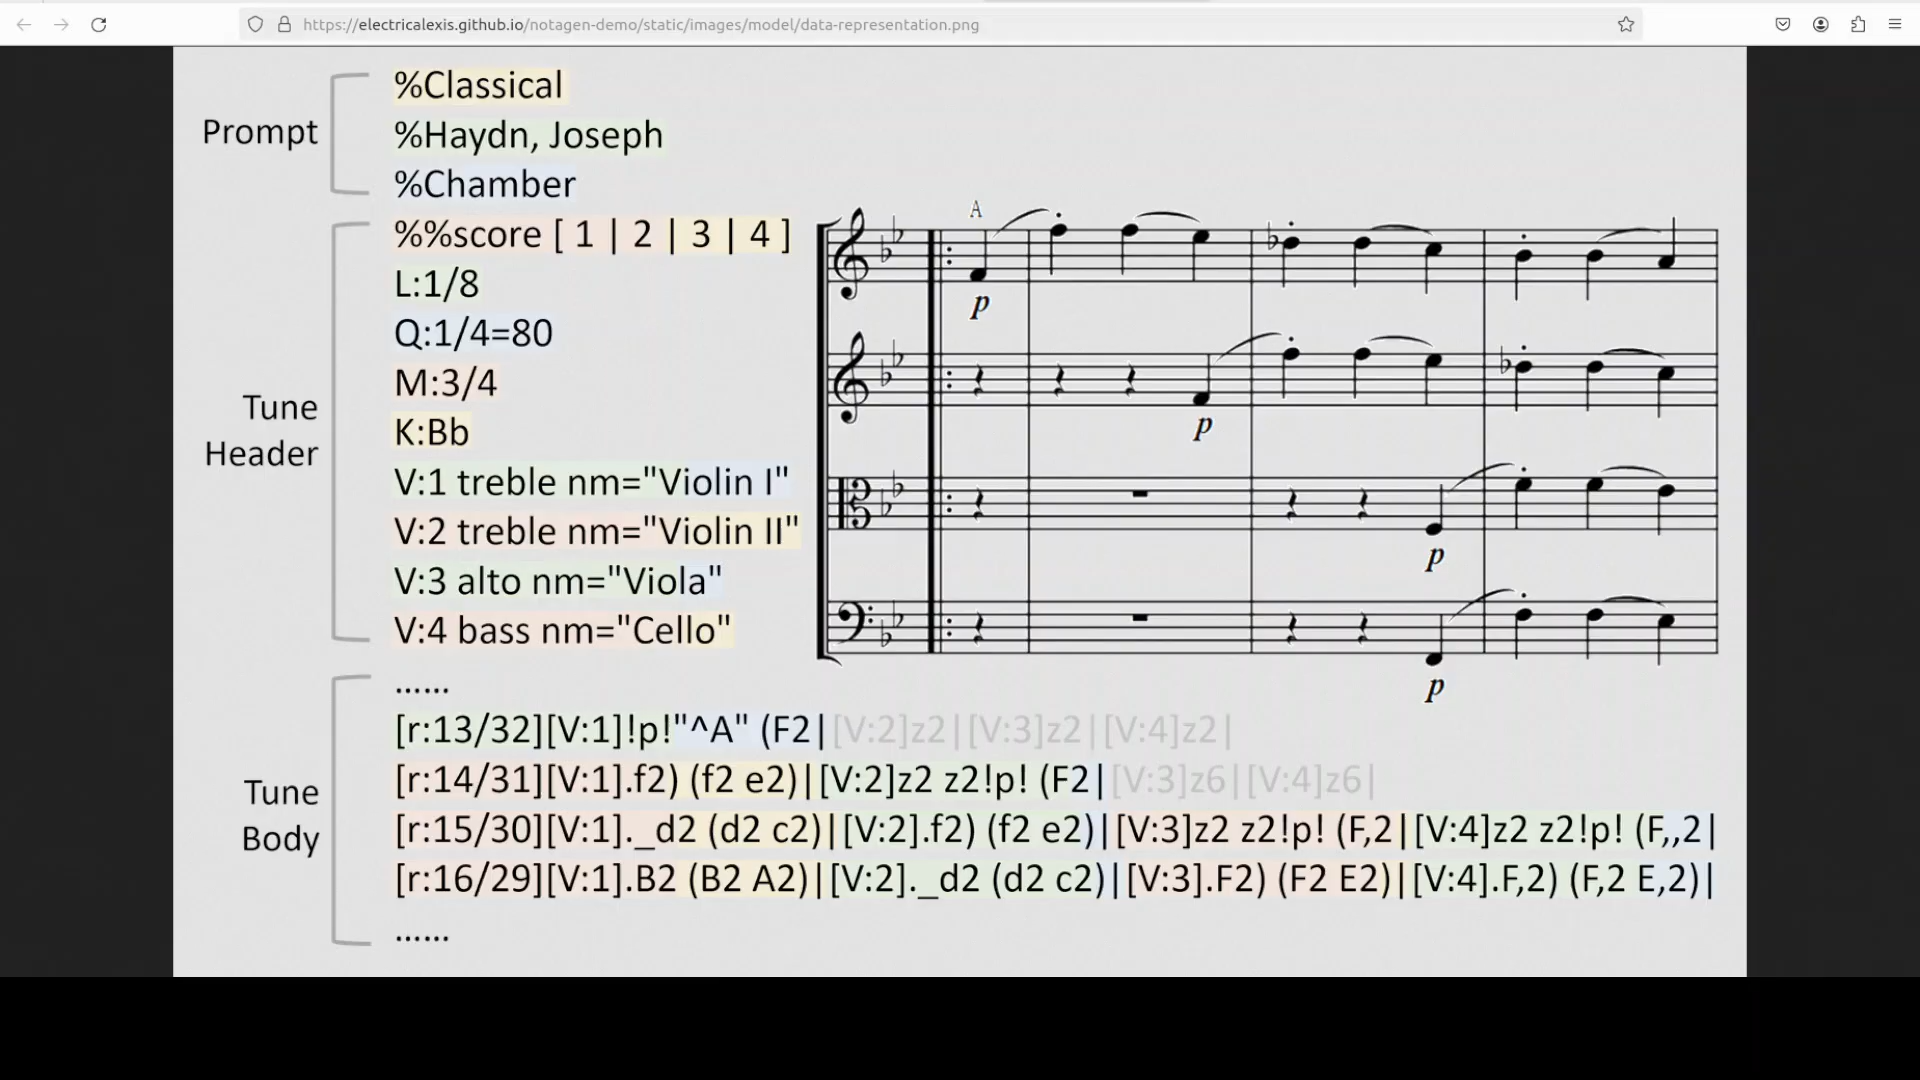 https://electricalexis.github.io/notagen-demo/static/images/model/data-representation.png
Prompt
%Classical
%Haydn, Joseph
%Chamber
Tune
Header
%%score [ 1 | 2 | 3 | 4 ]
L:1/8
Q:1/4=80
M:3/4
K:Bb
V:1 treble nm="Violin I"
V:2 treble nm="Violin II"
V:3 alto nm="Viola"
V:4 bass nm="Cello"
A
p
p
p
p
Tune
Body
......
[r:13/32][V:1]!p!"^A" (F2|[V:2]z2|[V:3]z2|[V:4]z2|
[r:14/31][V:1].f2) (f2 e2)|[V:2]z2 z2!p! (F2|[V:3]z6|[V:4]z6|
[r:15/30][V:1]._d2 (d2 c2)|[V:2].f2) (f2 e2)|[V:3]z2 z2!p! (F,2|[V:4]z2 z2!p! (F,,2|
[r:16/29][V:1].B2 (B2 A2)|[V:2]._d2 (d2 c2)|[V:3].F2) (F2 E2)|[V:4].F,2) (F,2 E,2)|
......